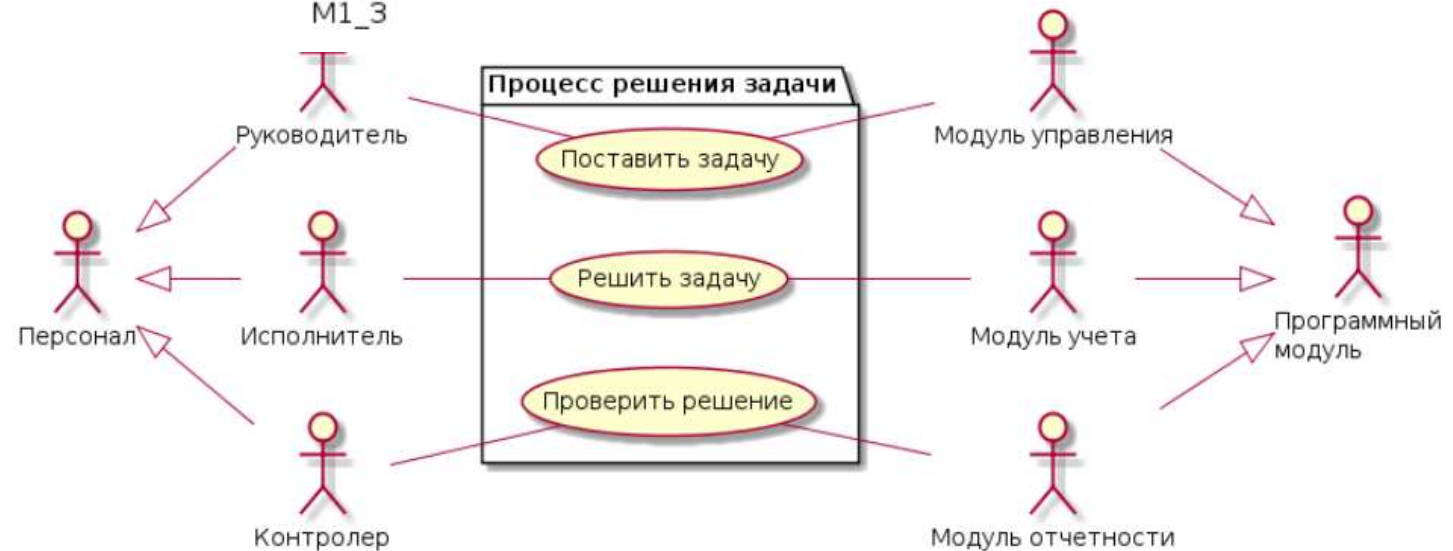 М1_3
Процесс решения задачи
Руководитель
Поставить задачу
Модуль управления
Персонал
Исполнитель
Решить задачу
Модуль учета
Программный
модуль
Проверить решение
Контролер
Модуль отчетности